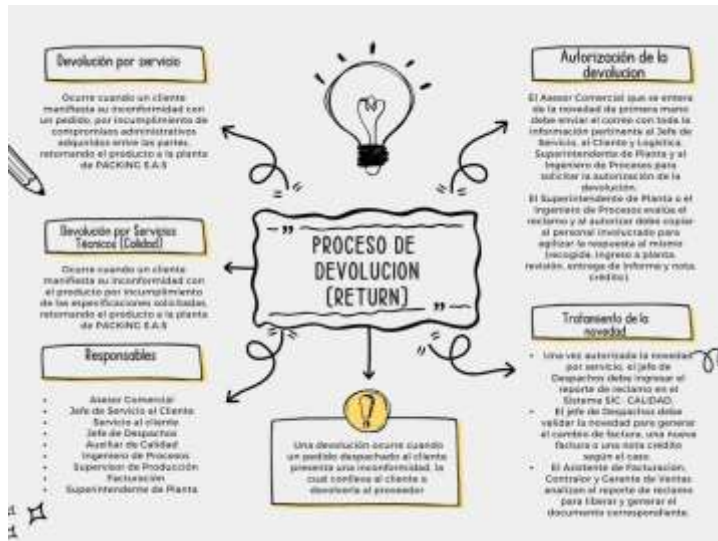 Devolución por servicio
Ocurre cuando un cliente
manifiesta su inconformidad con
un pedido, por incumplimiento de
compromisos administrativos
adquiridos entre las partes,
retornando el producto a la planta
de PACKING S.A.S
Devolución por Servicios
Técnicos (Calidad)
Ocurre cuando un cliente
manifiesta su inconformidad con
el producto por incumplimiento
de las especificaciones solicitadas,
retornando el producto a la planta
de PACKING S.A.S
Responsables
• Asesor Comercial
• Jefe de Servicio al Cliente
• Servicio al cliente
• Jefe de Despachos
• Auxiliar de Calidad
• Ingeniero de Procesos
• Supervisor de Producción
• Facturación
• Superintendente de Planta
PROCESO DE
DEVOLUCION
(RETURN)
Una devolución ocurre cuando
un pedido despachado al cliente
presenta una inconformidad, la
cual conlleva al cliente a
devolverla al proveedor
Autorización de la
devolucion
El Asesor Comercial que se entera
de la novedad de primera mano
debe enviar el correo con toda la
información pertinente al Jefe de
Servicio, al Cliente y Logística,
Superintendente de Planta y al
Ingeniero de Procesos para
solicitar la autorización de la
devolución.
El Superintendente de Planta o el
Ingeniero de Procesos evalúa el
reclamo y al autorizar debe copiar
al personal involucrado para
agilizar la respuesta al mismo
(recogida, ingreso a planta,
revisión, entrega de informe y nota
crédito)
Tratamiento de la
novedad
• Una vez autorizada la novedad
por servicio, el jefe de
Despachos debe ingresar el
reporte de reclamo en el
Sistema SIC - CALIDAD.
• El jefe de Despachos debe
validar la novedad para generar
el cambio de factura, una nueva
factura o una nota crédito
según el caso.
• El Asistente de Facturación,
Contralor y Gerente de Ventas
analizan el reporte de reclamo
para liberar y generar el
documento correspondiente.